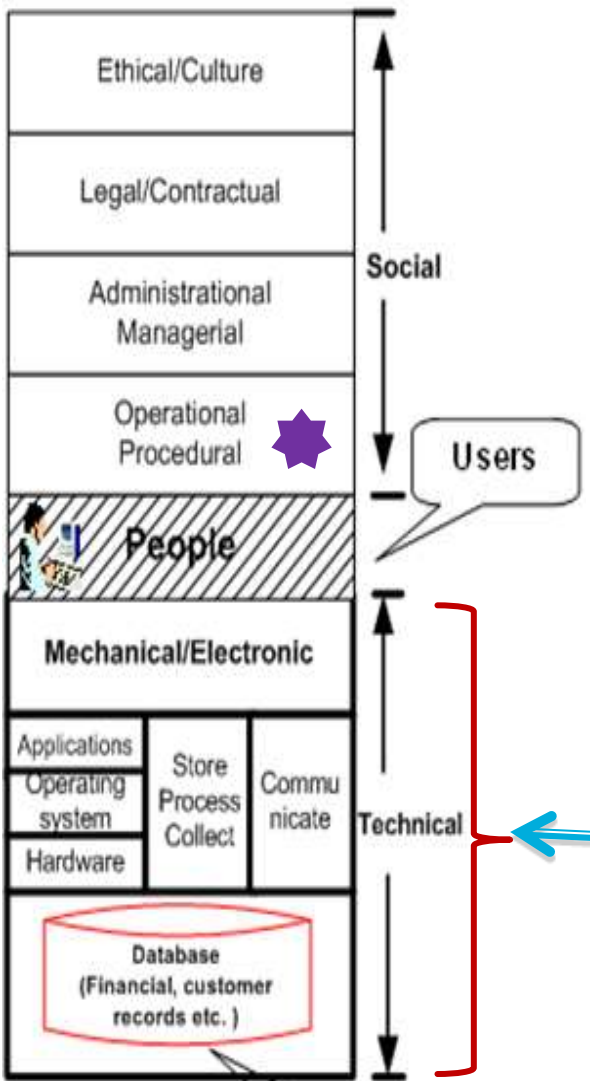 Ethical/Culture
Legal/Contractual
Administrational
Managerial
Social
Operational
Procedural
Users
People
Mechanical/Electronic
Applications
Operating
system
Hardware
Store
Process
Collect
Commu
nicate
Technical
Database
(Financial, customer
records etc. )